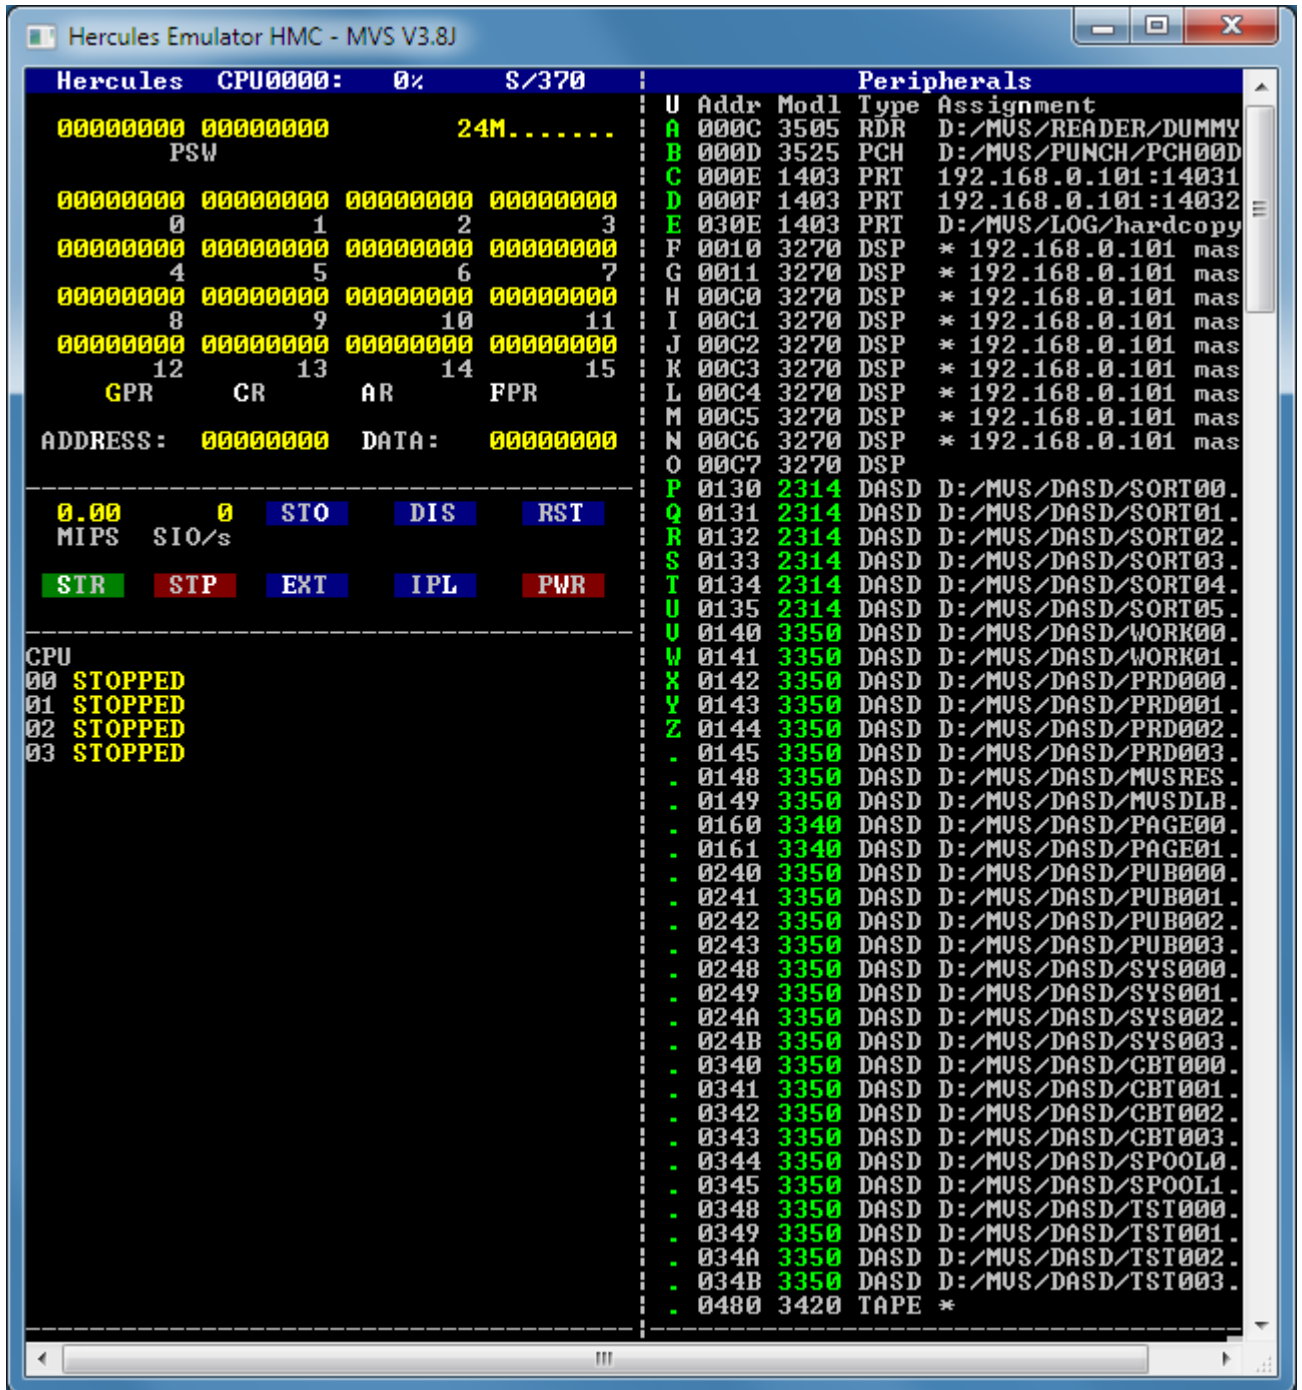 Hercules Emulator HMC - MVS V3.8J
Hercules CPU0000: 0% S/370
00000000 00000000 24M.......
PSW
00000000 00000000 00000000 00000000
0 1 2 3
00000000 00000000 00000000 00000000
4 5 6 7
00000000 00000000 00000000 00000000
8 9 10 11
00000000 00000000 00000000 00000000
12 13 14 15
GPR CR AR FPR
ADDRESS: 00000000 DATA: 00000000
0.00 0 STO DIS RST
MIPS SIO/s
STR STP EXT IPL PWR
CPU
00 STOPPED
01 STOPPED
02 STOPPED
03 STOPPED
Peripherals
U Addr Modl Type Assignment
A 000C 3505 RDR D:/MVS/READER/DUMMY
B 000D 3525 PCH D:/MVS/PUNCH/PCH00D
C 000E 1403 PRT 192.168.0.101:14031
D 000F 1403 PRT 192.168.0.101:14032
E 030E 1403 PRT D:/MVS/LOG/hardcopy
F 0010 3270 DSP * 192.168.0.101 mas
G 0011 3270 DSP * 192.168.0.101 mas
H 00C0 3270 DSP * 192.168.0.101 mas
I 00C1 3270 DSP * 192.168.0.101 mas
J 00C2 3270 DSP * 192.168.0.101 mas
K 00C3 3270 DSP * 192.168.0.101 mas
L 00C4 3270 DSP * 192.168.0.101 mas
M 00C5 3270 DSP * 192.168.0.101 mas
N 00C6 3270 DSP * 192.168.0.101 mas
O 00C7 3270 DSP
P 0130 2314 DASD D:/MVS/DASD/SORT00.
Q 0131 2314 DASD D:/MVS/DASD/SORT01.
R 0132 2314 DASD D:/MVS/DASD/SORT02.
S 0133 2314 DASD D:/MVS/DASD/SORT03.
T 0134 2314 DASD D:/MVS/DASD/SORT04.
U 0135 2314 DASD D:/MVS/DASD/SORT05.
V 0140 3350 DASD D:/MVS/DASD/WORK00.
W 0141 3350 DASD D:/MVS/DASD/WORK01.
X 0142 3350 DASD D:/MVS/DASD/PRD000.
Y 0143 3350 DASD D:/MVS/DASD/PRD001.
Z 0144 3350 DASD D:/MVS/DASD/PRD002.
. 0145 3350 DASD D:/MVS/DASD/PRD003.
. 0148 3350 DASD D:/MVS/DASD/MVSRES.
. 0149 3350 DASD D:/MVS/DASD/MVSDLB.
. 0160 3340 DASD D:/MVS/DASD/PAGE00.
. 0161 3340 DASD D:/MVS/DASD/PAGE01.
. 0240 3350 DASD D:/MVS/DASD/PUB000.
. 0241 3350 DASD D:/MVS/DASD/PUB001.
. 0242 3350 DASD D:/MVS/DASD/PUB002.
. 0243 3350 DASD D:/MVS/DASD/PUB003.
. 0248 3350 DASD D:/MVS/DASD/SYS000.
. 0249 3350 DASD D:/MVS/DASD/SYS001.
. 024A 3350 DASD D:/MVS/DASD/SYS002.
. 024B 3350 DASD D:/MVS/DASD/SYS003.
. 0340 3350 DASD D:/MVS/DASD/CBT000.
. 0341 3350 DASD D:/MVS/DASD/CBT001.
. 0342 3350 DASD D:/MVS/DASD/CBT002.
. 0343 3350 DASD D:/MVS/DASD/CBT003.
. 0344 3350 DASD D:/MVS/DASD/SPOOL0.
. 0345 3350 DASD D:/MVS/DASD/SPOOL1.
. 0348 3350 DASD D:/MVS/DASD/TST000.
. 0349 3350 DASD D:/MVS/DASD/TST001.
. 034A 3350 DASD D:/MVS/DASD/TST002.
. 034B 3350 DASD D:/MVS/DASD/TST003.
. 0480 3420 TAPE *